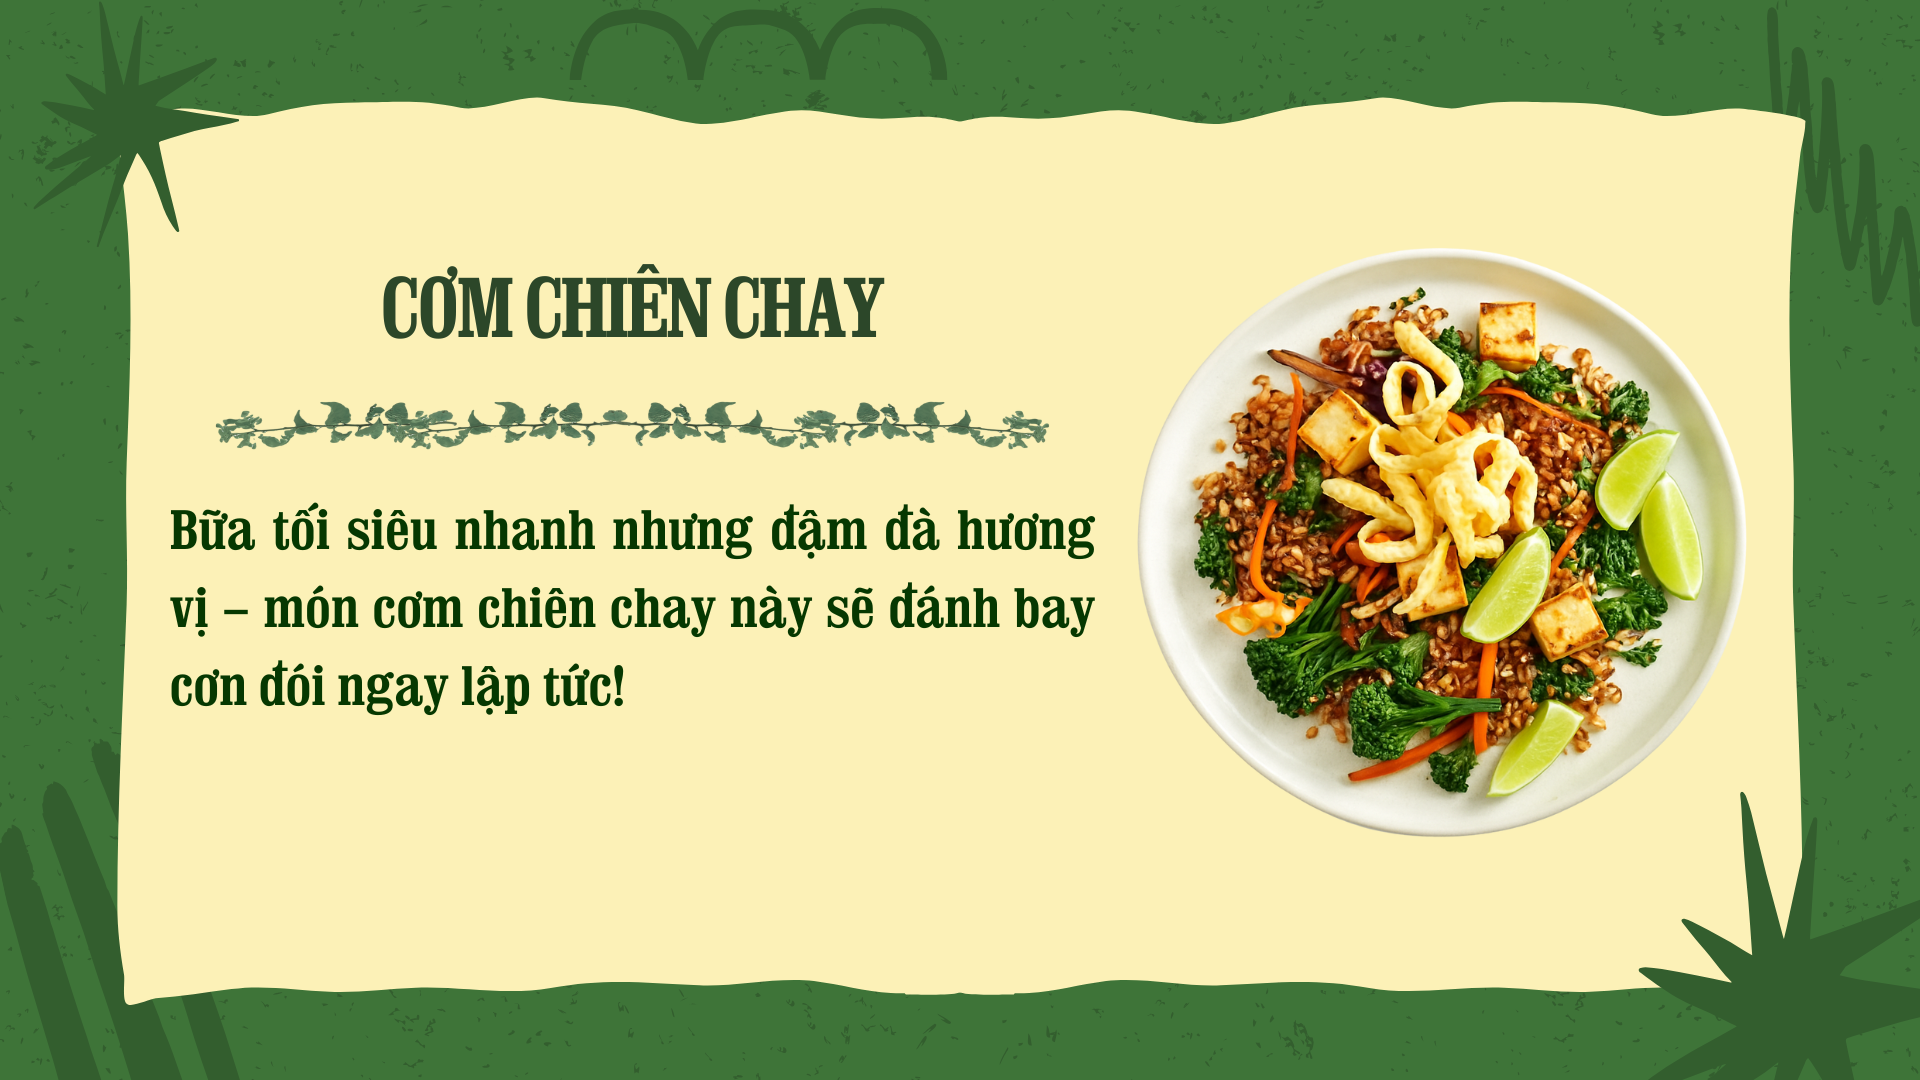 CƠM CHIÊN CHAY
Bữa tối siêu nhanh nhưng đậm đà hương
vị – món cơm chiên chay này sẽ đánh bay
cơn đói ngay lập tức!